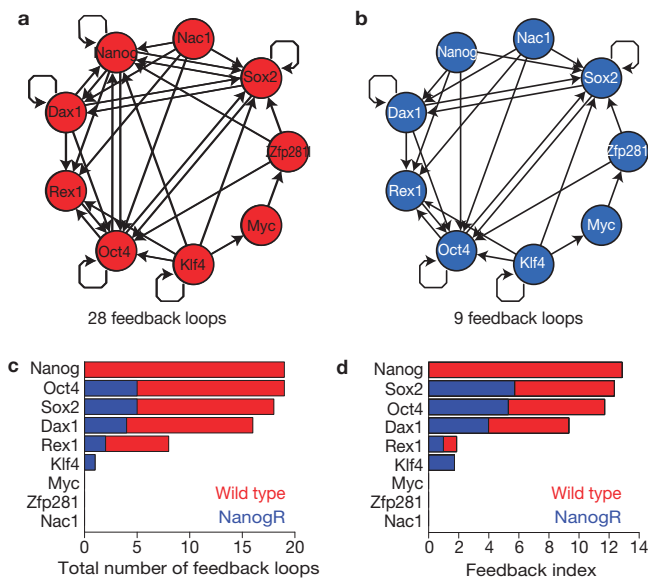 a
Nanog
Nac1
Sox2
Dax1
Zfp281
Rex1
Myc
Oct4
Klf4
28 feedback loops
b
Nanog
Nac1
Sox2
Dax1
Zfp281
Rex1
Myc
Oct4
Klf4
9 feedback loops
c
Nanog
Oct4
Sox2
Dax1
Rex1
Klf4
Myc
Zfp281
Nac1
Wild type
NanogR
0 5 10 15 20
Total number of feedback loops
d
Nanog
Sox2
Oct4
Dax1
Rex1
Klf4
Myc
Zfp281
Nac1
Wild type
NanogR
0 2 4 6 8 10 12 14
Feedback index